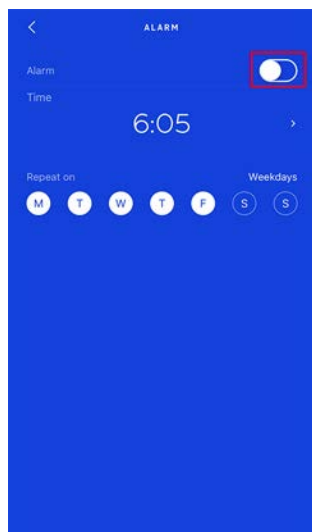 ALARM
Alarm
Time
6:05
Repeat on Weekdays
M T W T F S S